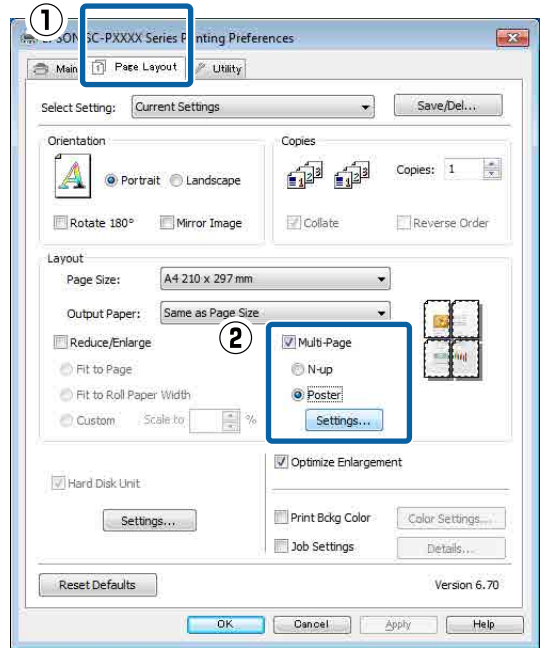 ①
EPSON SC-PXXXX Series Printing Preferences
Main Page Layout Utility
Select Setting: Current Settings Save/Del...
Orientation
Portrait Landscape
Rotate 180° Mirror Image
Copies
Copies: 1
Collate Reverse Order
Layout
Page Size: A4 210 x 297 mm
Output Paper: Same as Page Size
Reduce/Enlarge
Fit to Page
Fit to Roll Paper Width
Custom Scale to %
②
Multi-Page
N-up
Poster
Settings...
Optimize Enlargement
Hard Disk Unit
Settings...
Print Bckg Color Color Settings...
Job Settings Details...
Reset Defaults Version 6.70
OK Cancel Apply Help